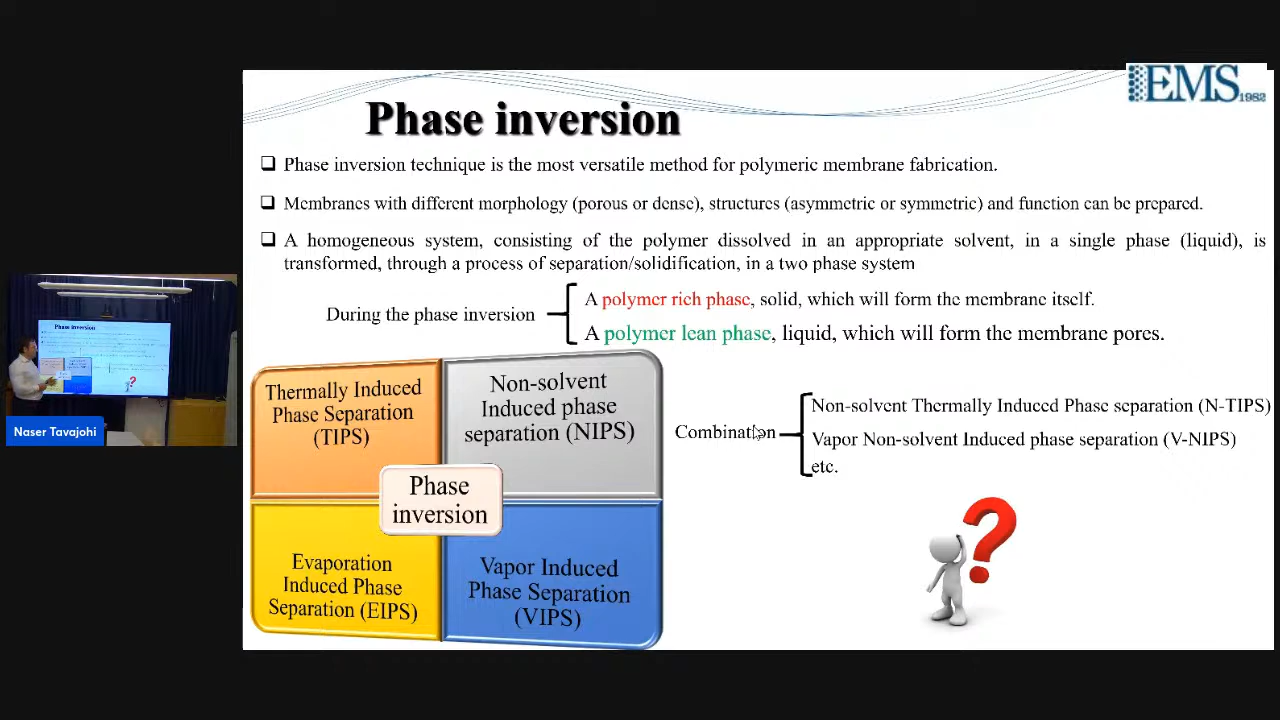 EMS 1982
Phase inversion
Phase inversion technique is the most versatile method for polymeric membrane fabrication.
Membranes with different morphology (porous or dense), structures (asymmetric or symmetric) and function can be prepared.
A homogeneous system, consisting of the polymer dissolved in an appropriate solvent, in a single phase (liquid), is
transformed, through a process of separation/solidification, in a two phase system
During the phase inversion
A polymer rich phase, solid, which will form the membrane itself.
A polymer lean phase, liquid, which will form the membrane pores.
Thermally Induced
Phase Separation
(TIPS)
Non-solvent
Induced phase
separation (NIPS)
Phase
inversion
Evaporation
Induced Phase
Separation (EIPS)
Vapor Induced
Phase Separation
(VIPS)
Combination
Non-solvent Thermally Induced Phase separation (N-TIPS)
Vapor Non-solvent Induced phase separation (V-NIPS)
etc.
?
Phase inversion
Naser Tavajohi